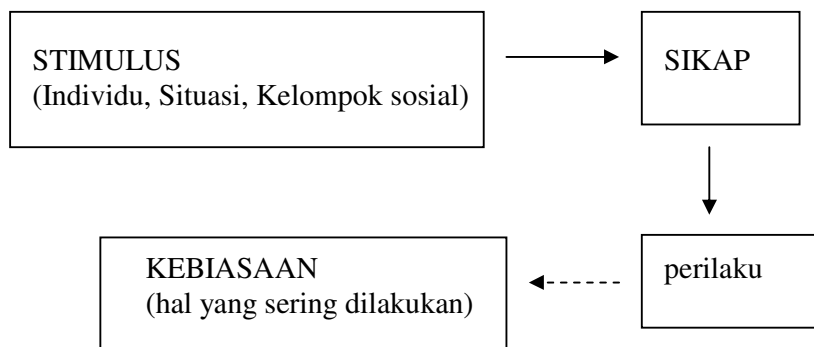 STIMULUS
(Individu, Situasi, Kelompok sosial)
SIKAP
perilaku
KEBIASAAN
(hal yang sering dilakukan)